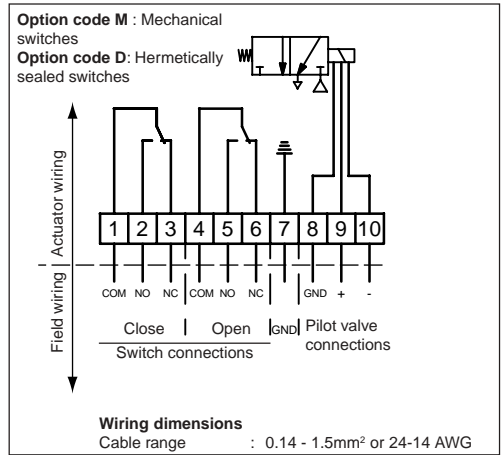 Option code M : Mechanical
switches
Option code D: Hermetically
sealed switches
Actuator wiring
1 2 3 4 5 6 7 8 9 10
Field wiring
COM NO NC COM NO NC GND + -
Close Open GND Pilot valve
Switch connections connections
Wiring dimensions
Cable range : 0.14 - 1.5mm² or 24-14 AWG